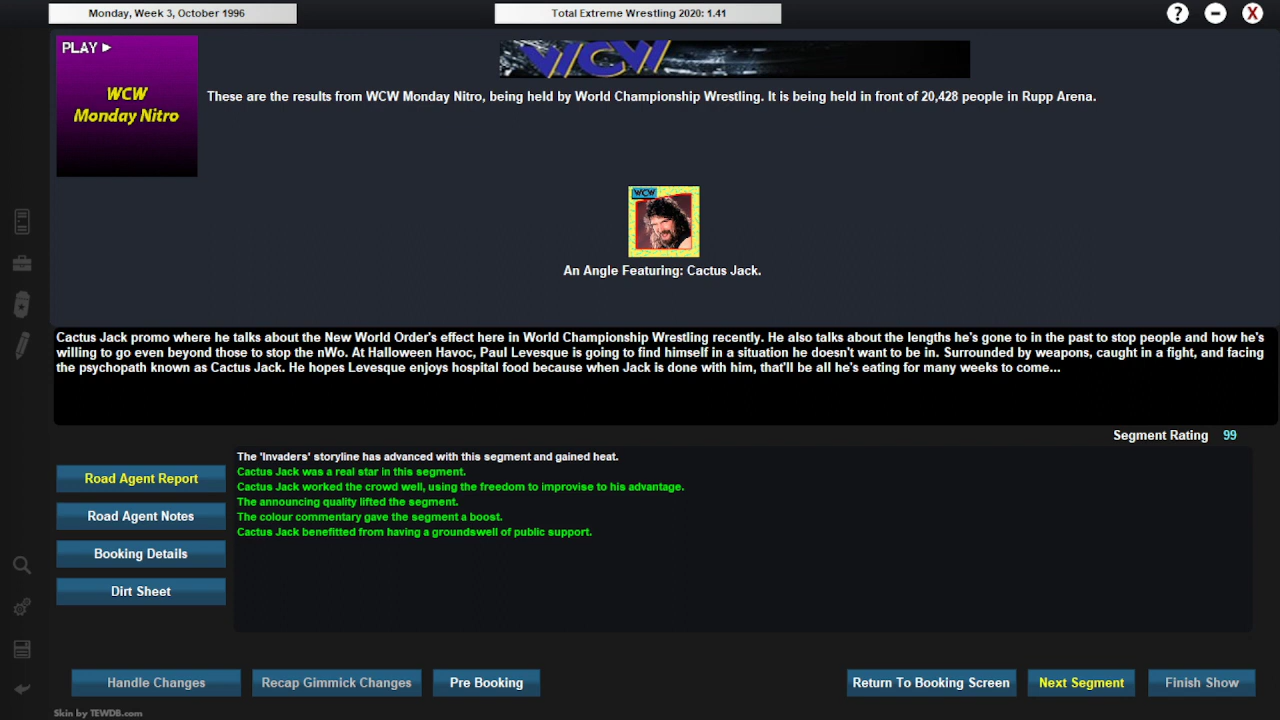 Monday, Week 3, October 1996
Total Extreme Wrestling 2020: 1.41
?
X
PLAY ►
WCW
Monday Nitro
WCW
These are the results from WCW Monday Nitro, being held by World Championship Wrestling. It is being held in front of 20,428 people in Rupp Arena.
WCW
An Angle Featuring: Cactus Jack.
Cactus Jack promo where he talks about the New World Order's effect here in World Championship Wrestling recently. He also talks about the lengths he's gone to in the past to stop people and how he's
willing to go even beyond those to stop the nWo. At Halloween Havoc, Paul Levesque is going to find himself in a situation he doesn't want to be in. Surrounded by weapons, caught in a fight, and facing
the psychopath known as Cactus Jack. He hopes Levesque enjoys hospital food because when Jack is done with him, that'll be all he's eating for many weeks to come...
Segment Rating 99
The 'Invaders' storyline has advanced with this segment and gained heat.
Cactus Jack was a real star in this segment.
Cactus Jack worked the crowd well, using the freedom to improvise to his advantage.
The announcing quality lifted the segment.
The colour commentary gave the segment a boost.
Cactus Jack benefitted from having a groundswell of public support.
Road Agent Report
Road Agent Notes
Booking Details
Dirt Sheet
Handle Changes
Recap Gimmick Changes
Pre Booking
Return To Booking Screen
Next Segment
Finish Show
Skin by TEWDB.com